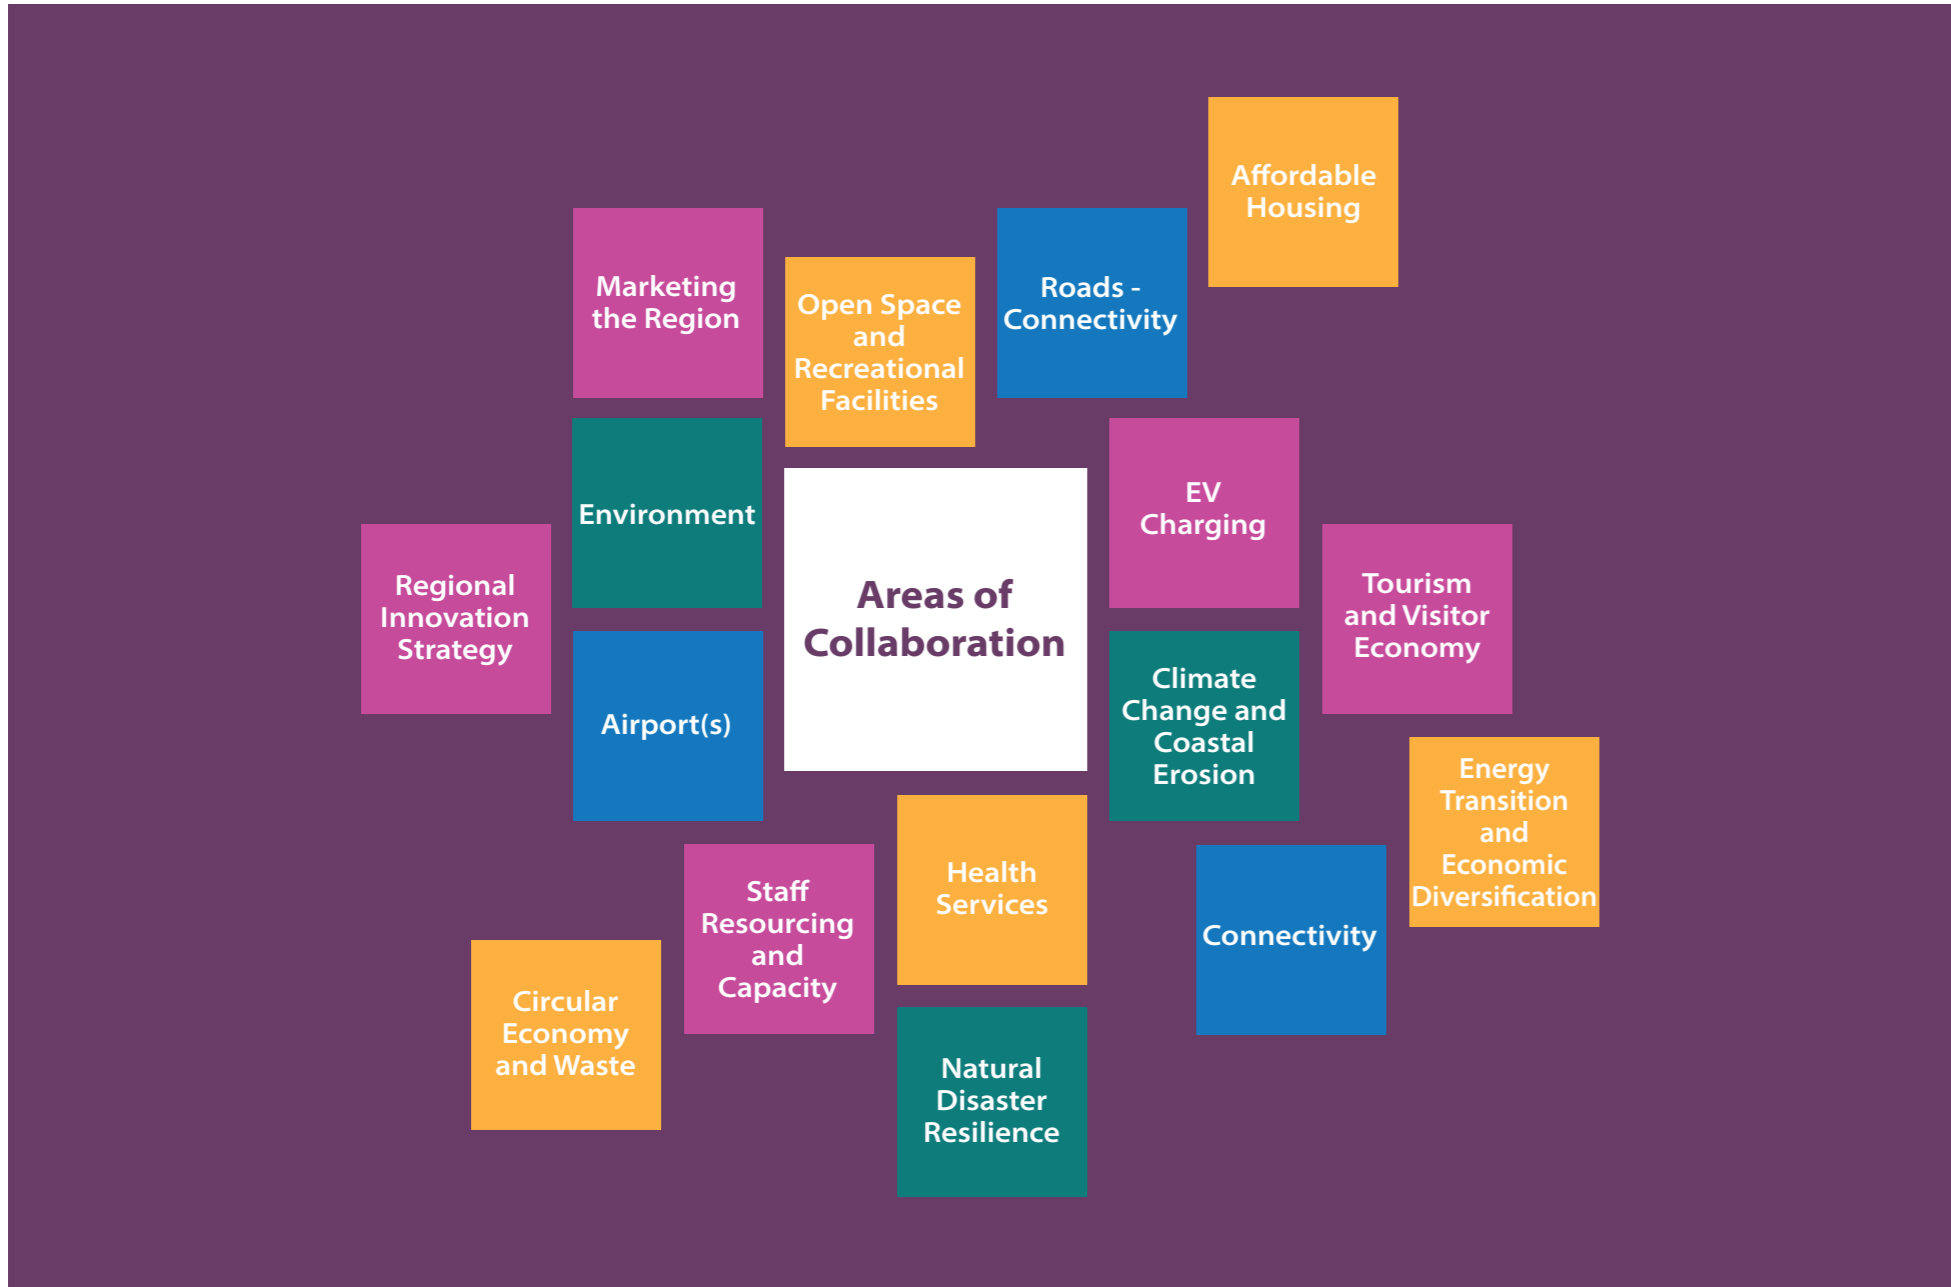 Affordable
Housing
Marketing
the Region
Open Space
and
Recreational
Facilities
Roads -
Connectivity
Environment
EV
Charging
Regional
Innovation
Strategy
Areas of
Collaboration
Tourism
and Visitor
Economy
Airport(s)
Climate
Change and
Coastal
Erosion
Energy
Transition
and
Economic
Diversification
Staff
Resourcing
and
Capacity
Health
Services
Connectivity
Circular
Economy
and Waste
Natural
Disaster
Resilience